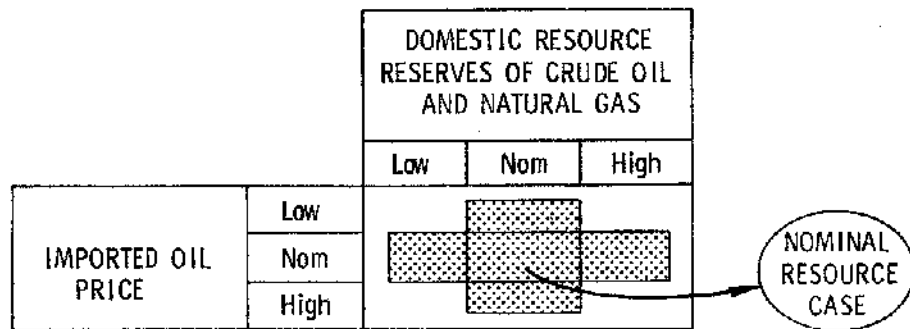 DOMESTIC RESOURCE
RESERVES OF CRUDE OIL
AND NATURAL GAS
Low Nom High
IMPORTED OIL
PRICE
Low
Nom
High
NOMINAL
RESOURCE
CASE